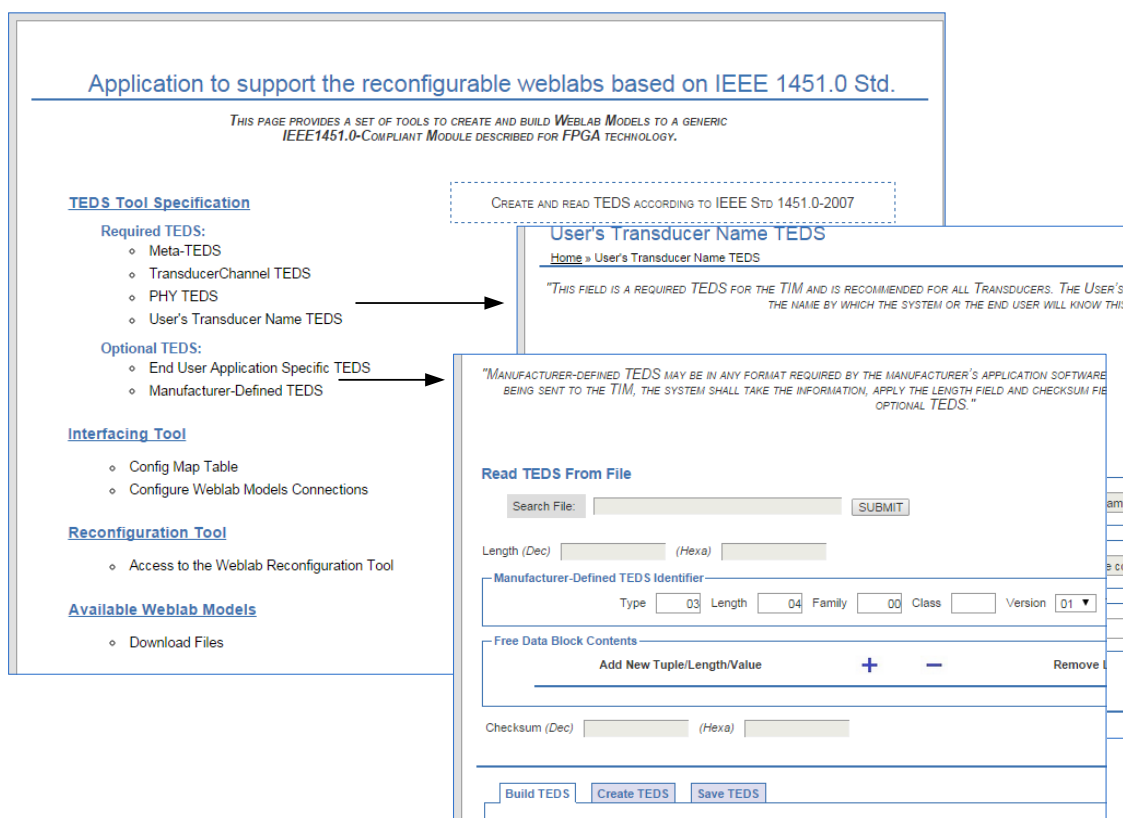 Application to support the reconfigurable weblabs based on IEEE 1451.0 Std.
THIS PAGE PROVIDES A SET OF TOOLS TO CREATE AND BUILD WEBLAB MODELS TO A GENERIC
IEEE1451.0-COMPLIANT MODULE DESCRIBED FOR FPGA TECHNOLOGY.
TEDS Tool Specification
CREATE AND READ TEDS ACCORDING TO IEEE STD 1451.0-2007
Required TEDS:
Meta-TEDS
TransducerChannel TEDS
PHY TEDS
User's Transducer Name TEDS
Optional TEDS:
End User Application Specific TEDS
Manufacturer-Defined TEDS
Interfacing Tool
Config Map Table
Configure Weblab Models Connections
Reconfiguration Tool
Access to the Weblab Reconfiguration Tool
Available Weblab Models
Download Files
User's Transducer Name TEDS
Home » User's Transducer Name TEDS
"THIS FIELD IS A REQUIRED TEDS FOR THE TIM AND IS RECOMMENDED FOR ALL TRANSDUCERS. THE USER'S
THE NAME BY WHICH THE SYSTEM OR THE END USER WILL KNOW THIS
"MANUFACTURER-DEFINED TEDS MAY BE IN ANY FORMAT REQUIRED BY THE MANUFACTURER'S APPLICATION SOFTWARE
BEING SENT TO THE TIM, THE SYSTEM SHALL TAKE THE INFORMATION, APPLY THE LENGTH FIELD AND CHECKSUM FIE
OPTIONAL TEDS."
Read TEDS From File
Search File: SUBMIT
Length (Dec) (Hexa)
Manufacturer-Defined TEDS Identifier
Type 03 Length 04 Family 00 Class Version 01
Free Data Block Contents
Add New Tuple/Length/Value + − Remove L
Checksum (Dec) (Hexa)
Build TEDS Create TEDS Save TEDS
am
e co